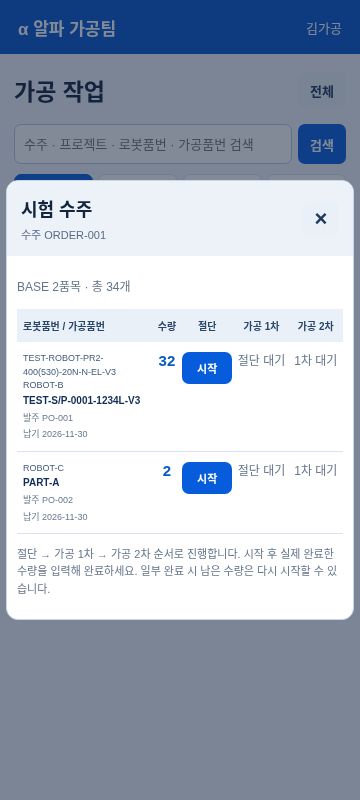 α 알파 가공팀
김가공
가공 작업
전체
수주 · 프로젝트 · 로봇품번 · 가공품번 검색
검색
시험 수주
수주 ORDER-001
×
BASE 2품목 · 총 34개
로봇품번 / 가공품번 수량 절단 가공 1차 가공 2차
TEST-ROBOT-PR2-
400(530)-20N-N-EL-V3
ROBOT-B
TEST-S/P-0001-1234L-V3
발주 PO-001
납기 2026-11-30
32 시작 절단 대기 1차 대기
ROBOT-C
PART-A
발주 PO-002
납기 2026-11-30
2 시작 절단 대기 1차 대기
절단 → 가공 1차 → 가공 2차 순서로 진행합니다. 시작 후 실제 완료한
수량을 입력해 완료하세요. 일부 완료 시 남은 수량은 다시 시작할 수 있
습니다.